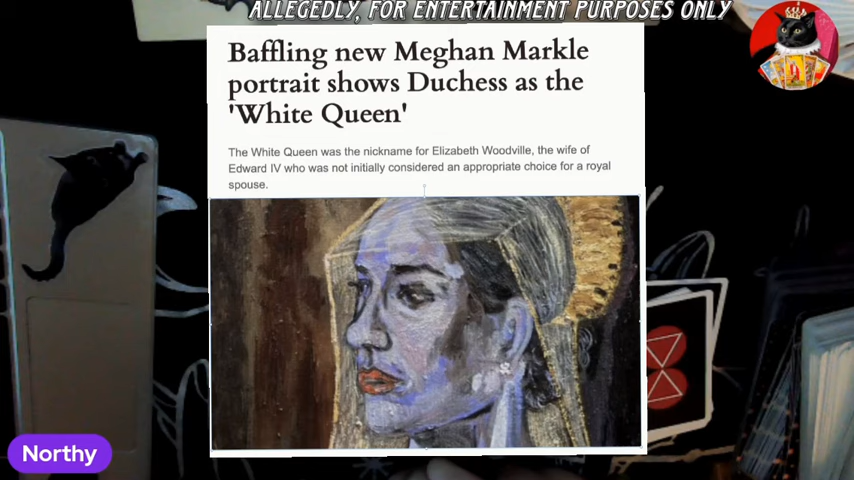 ALLEGEDLY, FOR ENTERTAINMENT PURPOSES ONLY
Baffling new Meghan Markle
portrait shows Duchess as the
'White Queen'
The White Queen was the nickname for Elizabeth Woodville, the wife of
Edward IV who was not initially considered an appropriate choice for a royal
spouse.
Northy